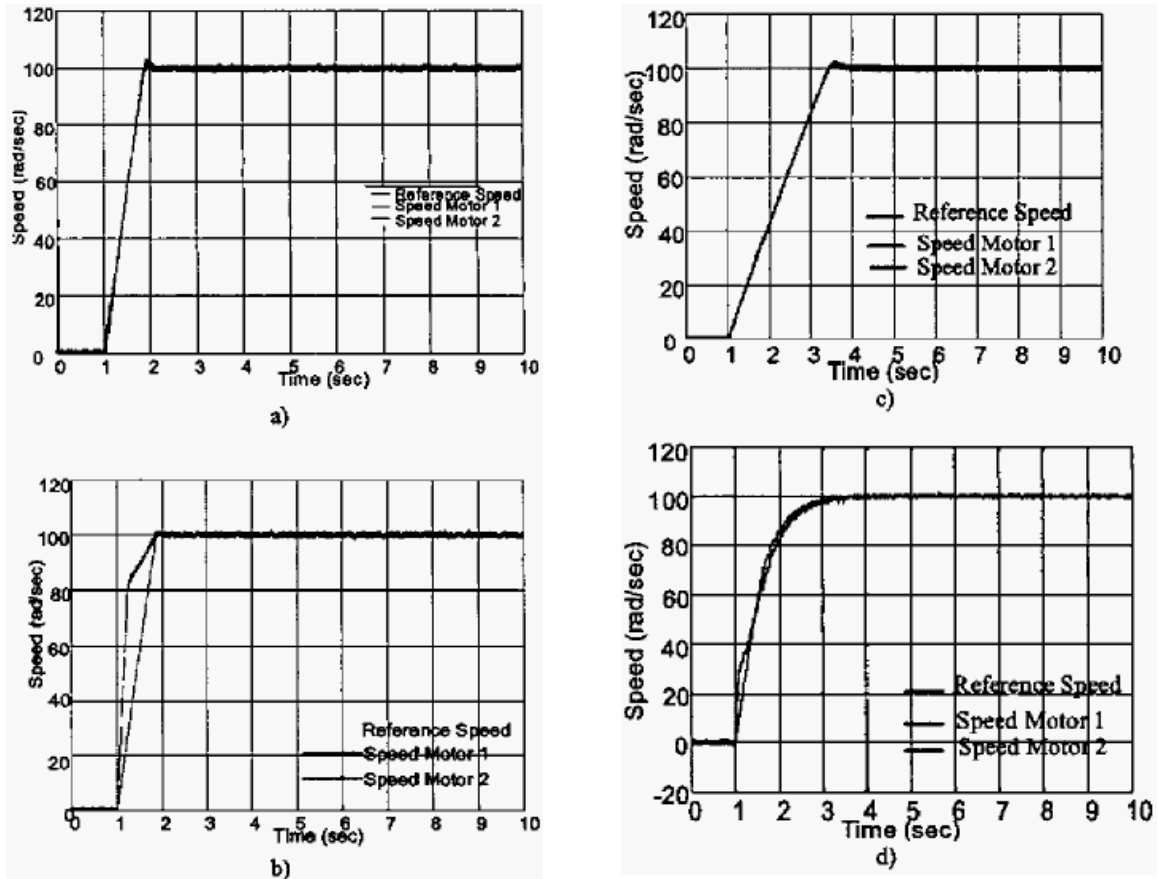 120
100
80
60
40
20
0
Speed (rad/sec)
Reference Speed
Speed Motor 1
Speed Motor 2
0 1 2 3 4 5 6 7 8 9 10
Time (sec)
a)
120
100
80
60
40
20
0
Speed (rad/sec)
Reference Speed
Speed Motor 1
Speed Motor 2
0 1 2 3 4 5 6 7 8 9 10
Time (sec)
b)
120
100
80
60
40
20
0
Speed (rad/sec)
Reference Speed
Speed Motor 1
Speed Motor 2
0 1 2 3 4 5 6 7 8 9 10
Time (sec)
c)
120
100
80
60
40
20
0
-20
Speed (rad/sec)
Reference Speed
Speed Motor 1
Speed Motor 2
0 1 2 3 4 5 6 7 8 9 10
Time (sec)
d)